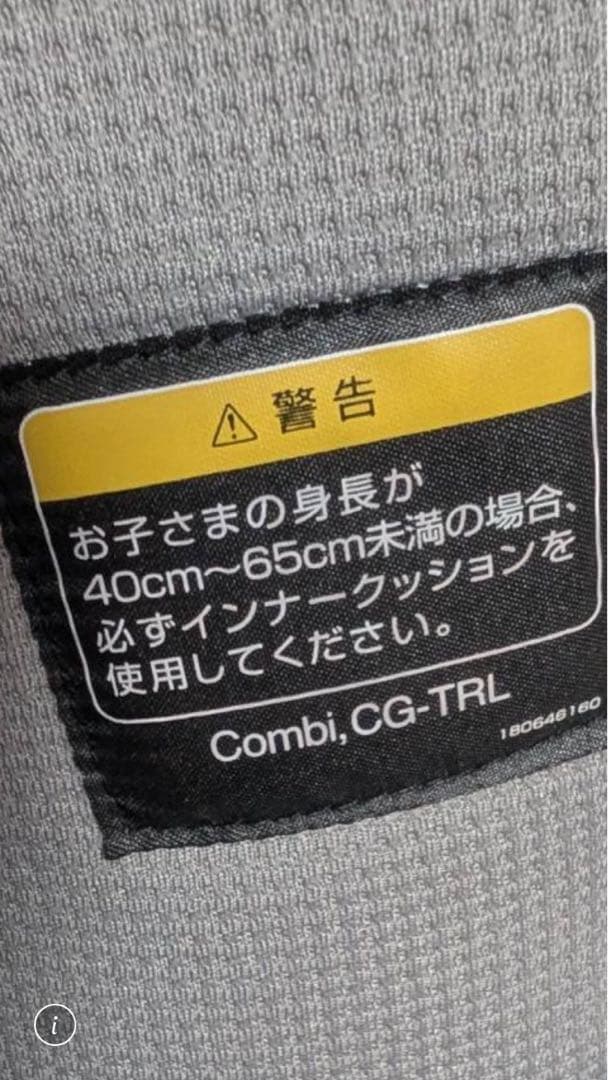 ⚠警告
お子さまの身長が
40cm～65cm未満の場合、
必ずインナークッションを
使用してください。
Combi,CG-TRL
180646160
i